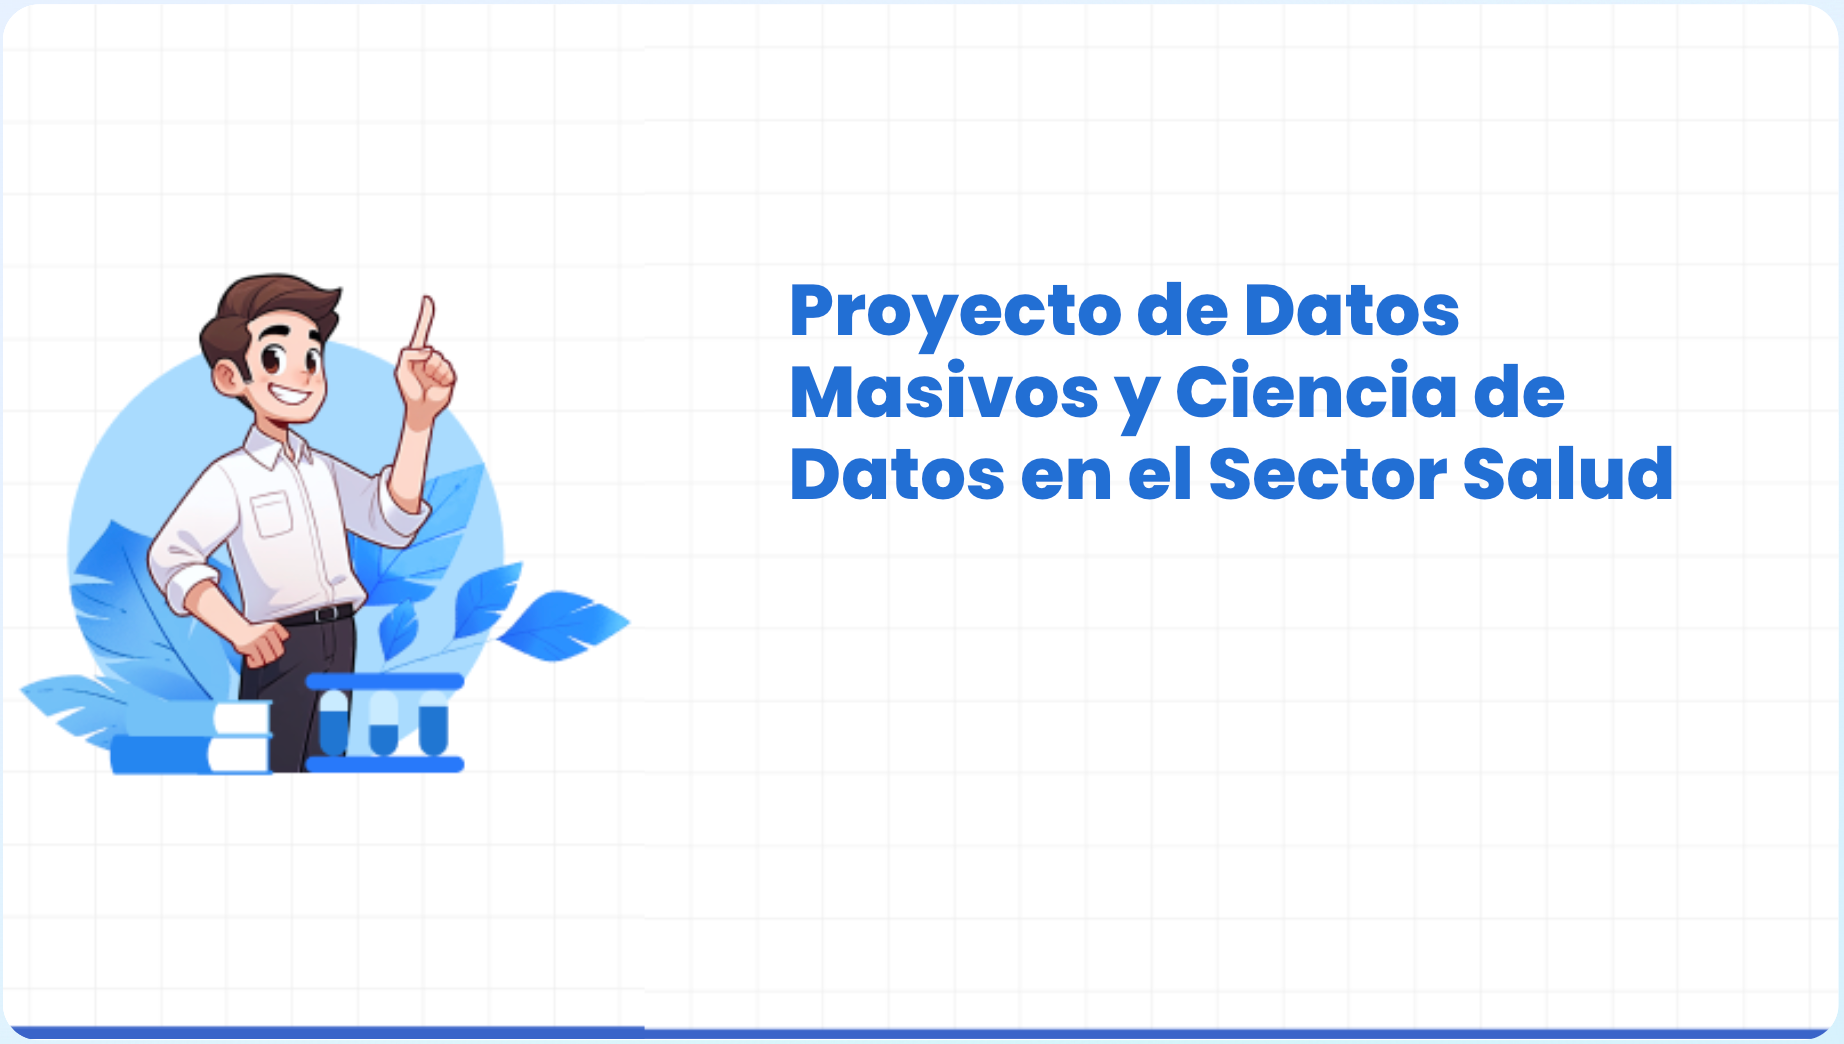 Proyecto de Datos
Masivos y Ciencia de
Datos en el Sector Salud